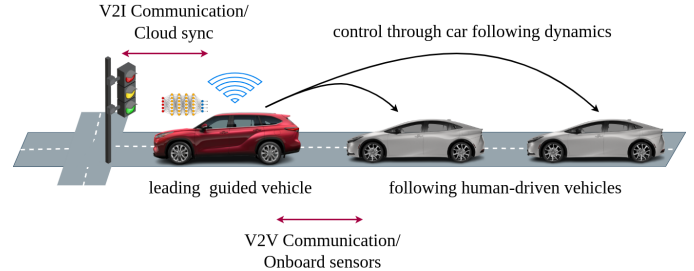 V2I Communication/
Cloud sync
control through car following dynamics
leading guided vehicle
following human-driven vehicles
V2V Communication/
Onboard sensors